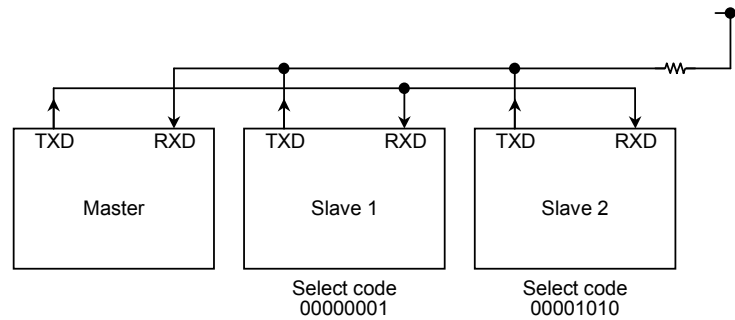 TXD RXD TXD RXD TXD RXD
Master Slave 1 Slave 2
Select code Select code
00000001 00001010